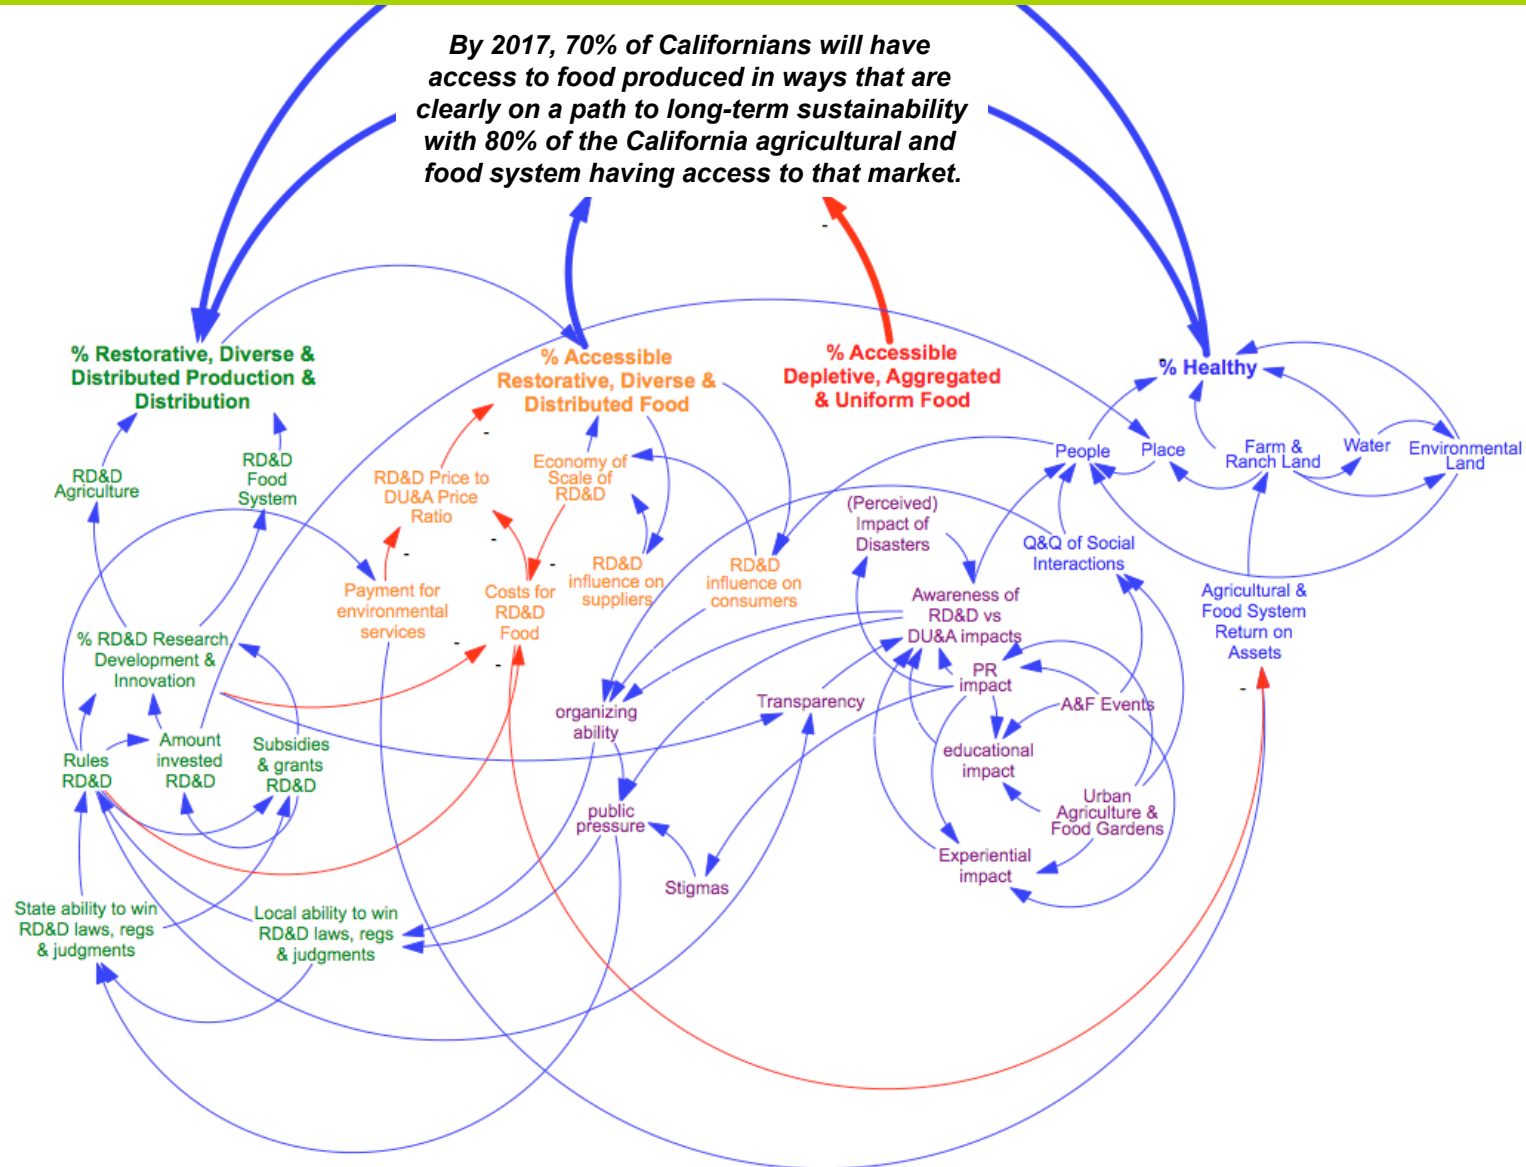 By 2017, 70% of Californians will have
access to food produced in ways that are
clearly on a path to long-term sustainability
with 80% of the California agricultural and
food system having access to that market.
-
% Restorative, Diverse &
Distributed Production &
Distribution
% Accessible
Restorative, Diverse &
Distributed Food
% Accessible
Depletive, Aggregated
& Uniform Food
% Healthy
RD&D
Agriculture
RD&D
Food
System
RD&D Price to
DU&A Price
Ratio
-
Economy of
Scale of
RD&D
People
Place
Farm &
Ranch Land
Water
Environmental
Land
(Perceived)
Impact of
Disasters
Q&Q of Social
Interactions
-
-
-
Payment for
environmental
services
Costs for
RD&D
Food
RD&D
influence on
suppliers
RD&D
influence on
consumers
Awareness of
RD&D vs
DU&A impacts
Agricultural &
Food System
Return on
Assets
-
-
-
% RD&D Research,
Development &
Innovation
PR
impact
A&F Events
Transparency
organizing
ability
educational
impact
Rules
RD&D
Amount
invested
RD&D
Subsidies
& grants
RD&D
public
pressure
Urban
Agriculture &
Food Gardens
Experiential
impact
Stigmas
State ability to win
RD&D laws, regs
& judgments
Local ability to win
RD&D laws, regs
& judgments